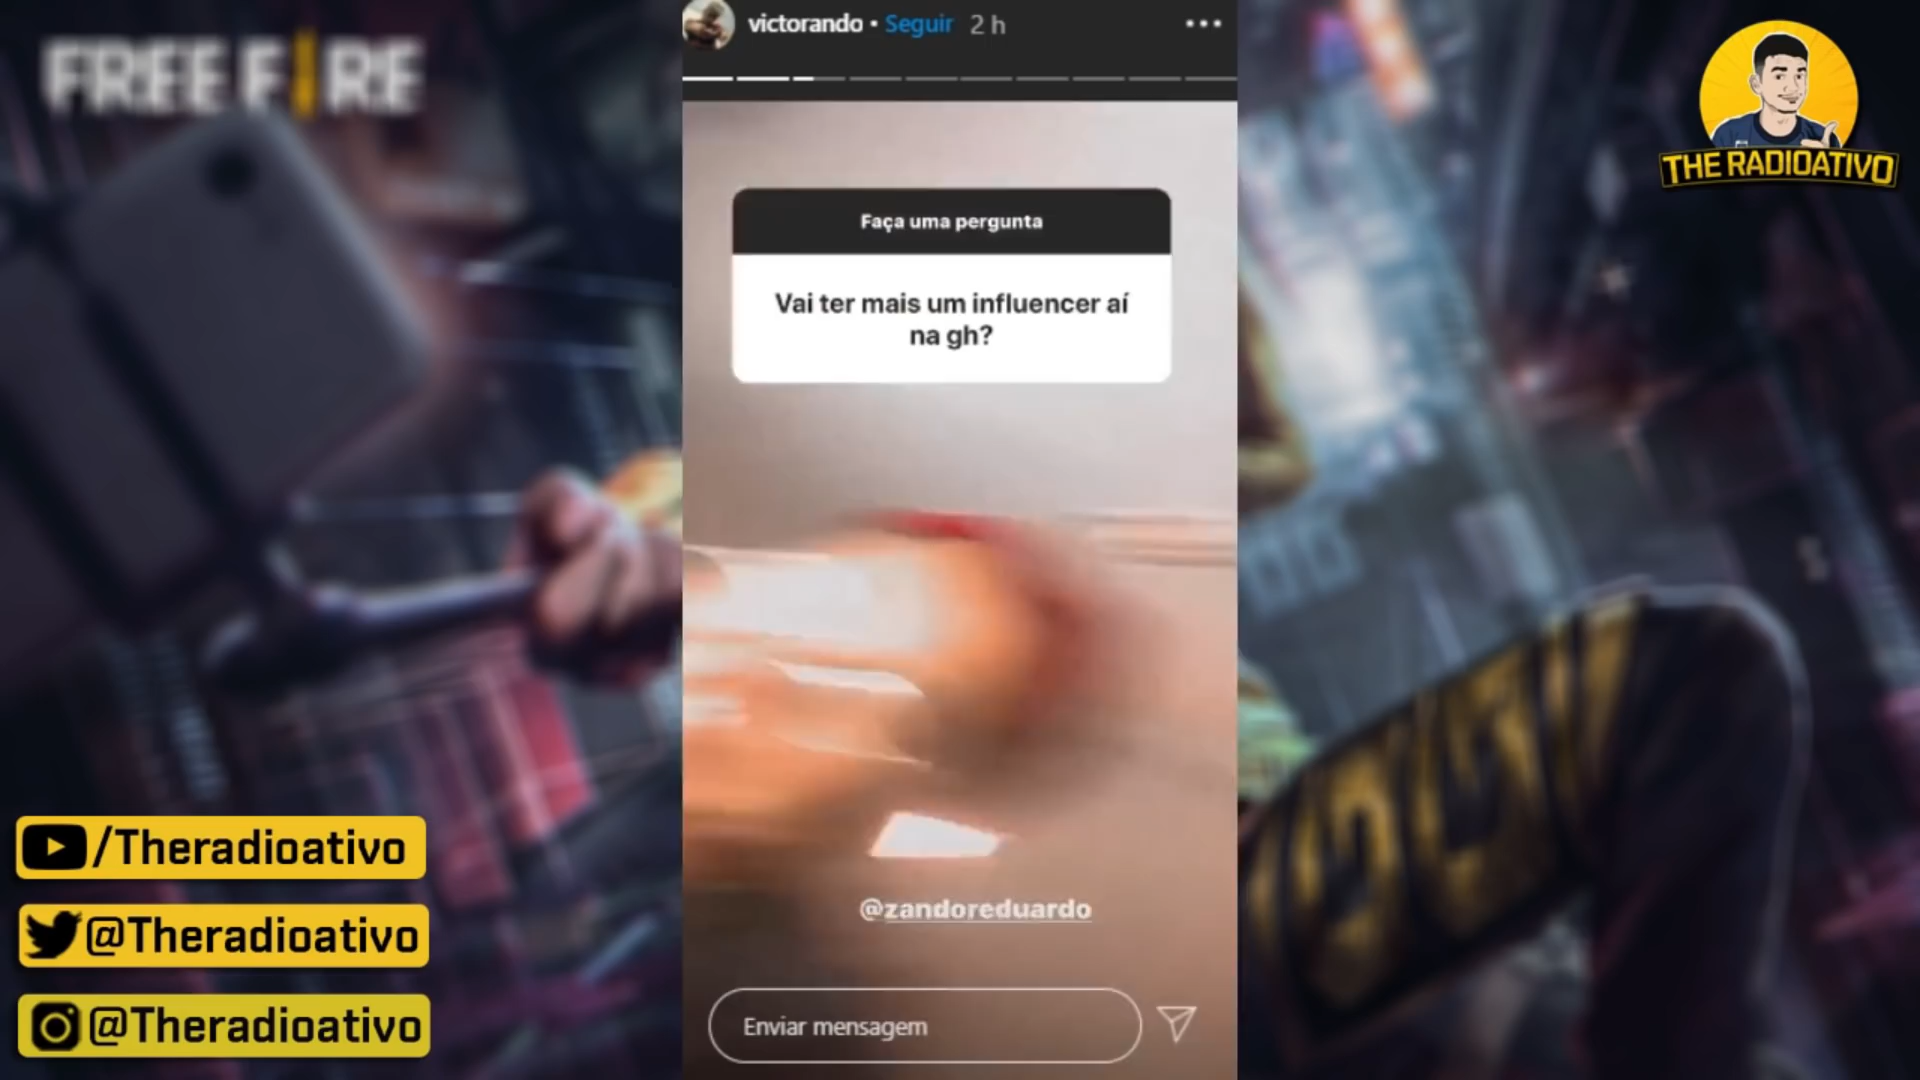 FREE FIRE
victorando • Seguir 2 h
THE RADIOATIVO
Faça uma pergunta
Vai ter mais um influencer aí
na gh?
@zandoreduardo
Enviar mensagem
/Theradioativo
@Theradioativo
@Theradioativo